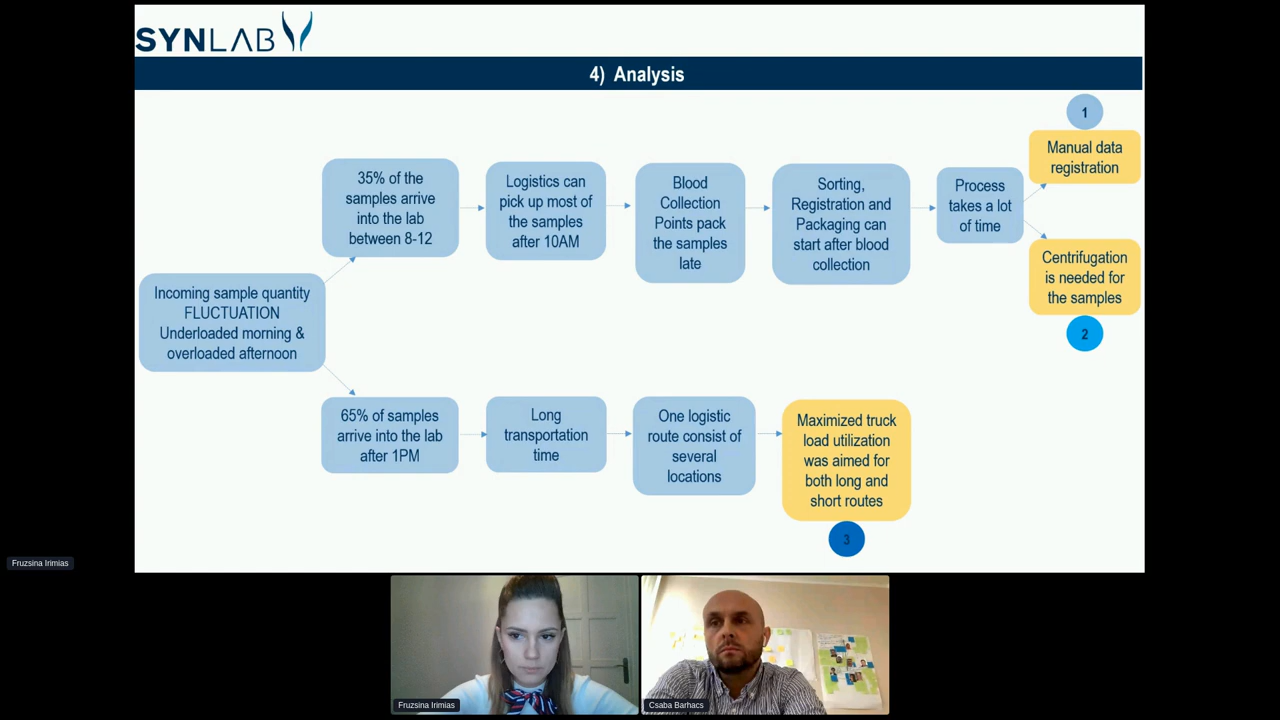 SYNLAB
4) Analysis
1
Manual data
registration
35% of the
samples arrive
into the lab
between 8-12
Logistics can
pick up most of
the samples
after 10AM
Blood
Collection
Points pack
the samples
late
Sorting,
Registration and
Packaging can
start after blood
collection
Process
takes a lot
of time
Centrifugation
is needed for
the samples
2
Incoming sample quantity
FLUCTUATION
Underloaded morning &
overloaded afternoon
65% of samples
arrive into the lab
after 1PM
Long
transportation
time
One logistic
route consist of
several
locations
Maximized truck
load utilization
was aimed for
both long and
short routes
3
Fruzsina Irimias
Fruzsina Irimias
Csaba Barhacs